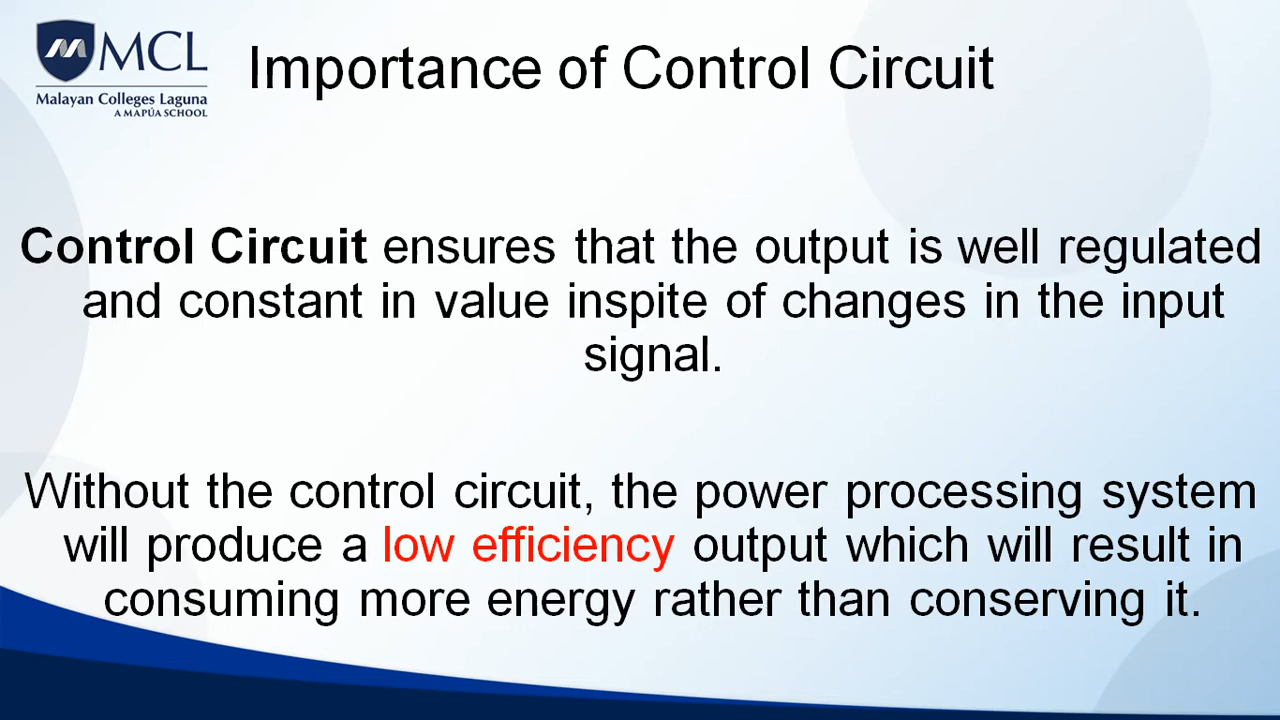 MCL
Malayan Colleges Laguna
A MAPÚA SCHOOL
Importance of Control Circuit
Control Circuit ensures that the output is well regulated
and constant in value inspite of changes in the input
signal.
Without the control circuit, the power processing system
will produce a low efficiency output which will result in
consuming more energy rather than conserving it.